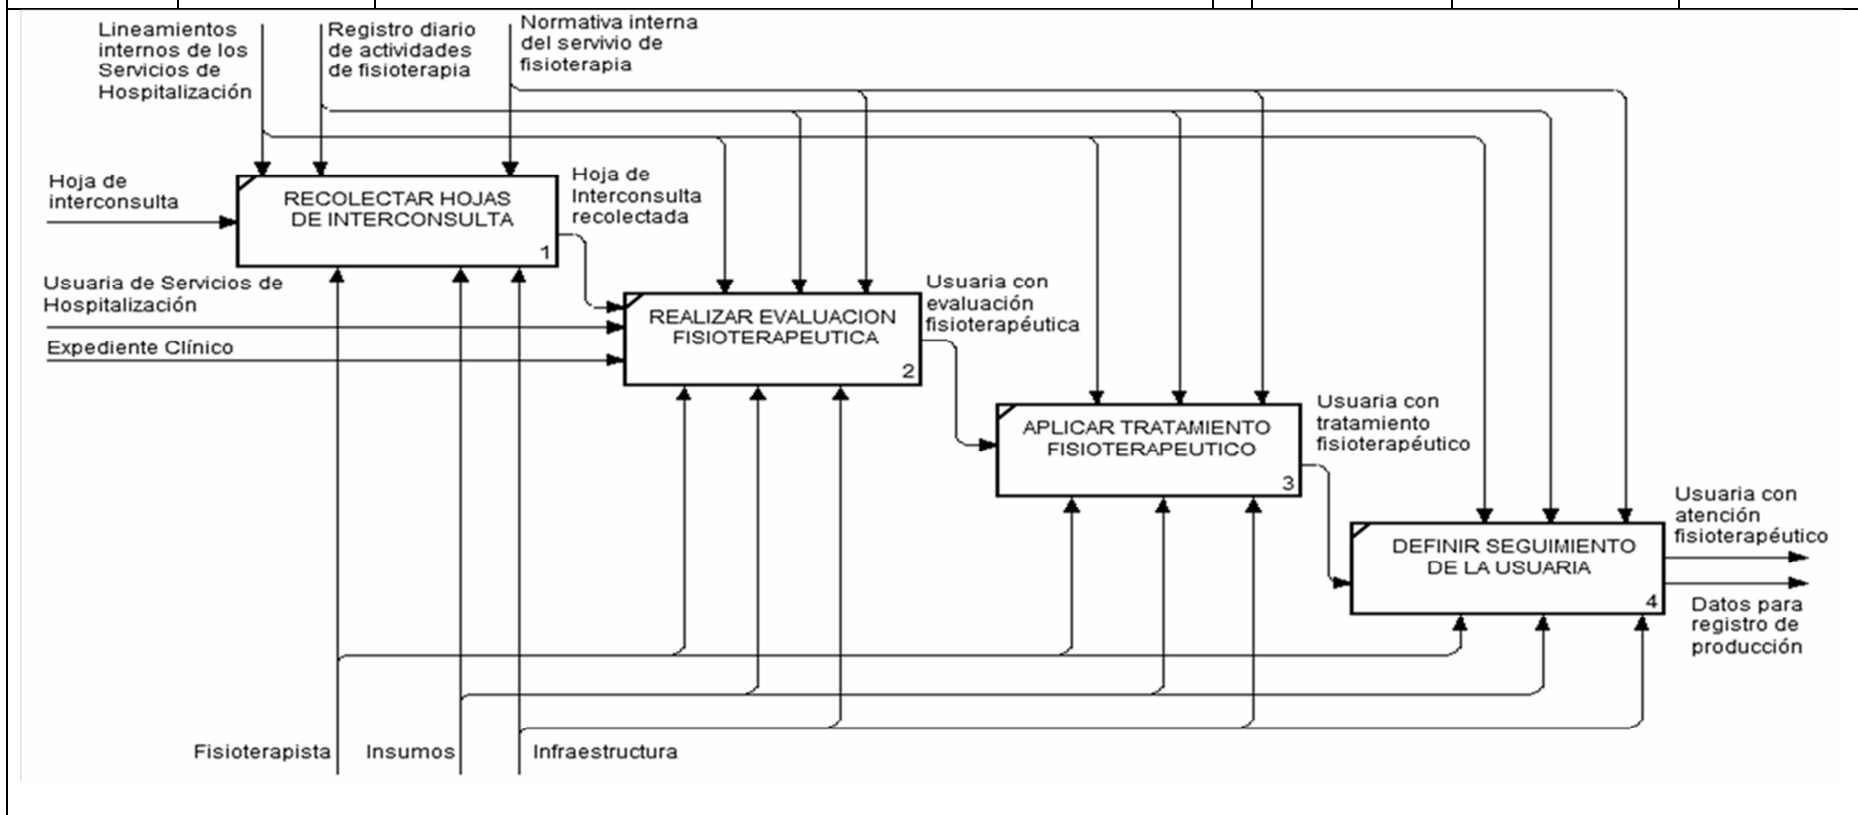 Lineamientos
internos de los
Servicios de
Hospitalización
Registro diario
de actividades
de fisioterapia
Normativa interna
del servivio de
fisioterapia
Hoja de
interconsulta
RECOLECTAR HOJAS
DE INTERCONSULTA
1
Hoja de
Interconsulta
recolectada
Usuaria de Servicios de
Hospitalización
Expediente Clínico
REALIZAR EVALUACION
FISIOTERAPEUTICA
2
Usuaria con
evaluación
fisioterapéutica
APLICAR TRATAMIENTO
FISIOTERAPEUTICO
3
Usuaria con
tratamiento
fisioterapéutico
DEFINIR SEGUIMIENTO
DE LA USUARIA
4
Usuaria con
atención
fisioterapéutico
Datos para
registro de
producción
Fisioterapista
Insumos
Infraestructura